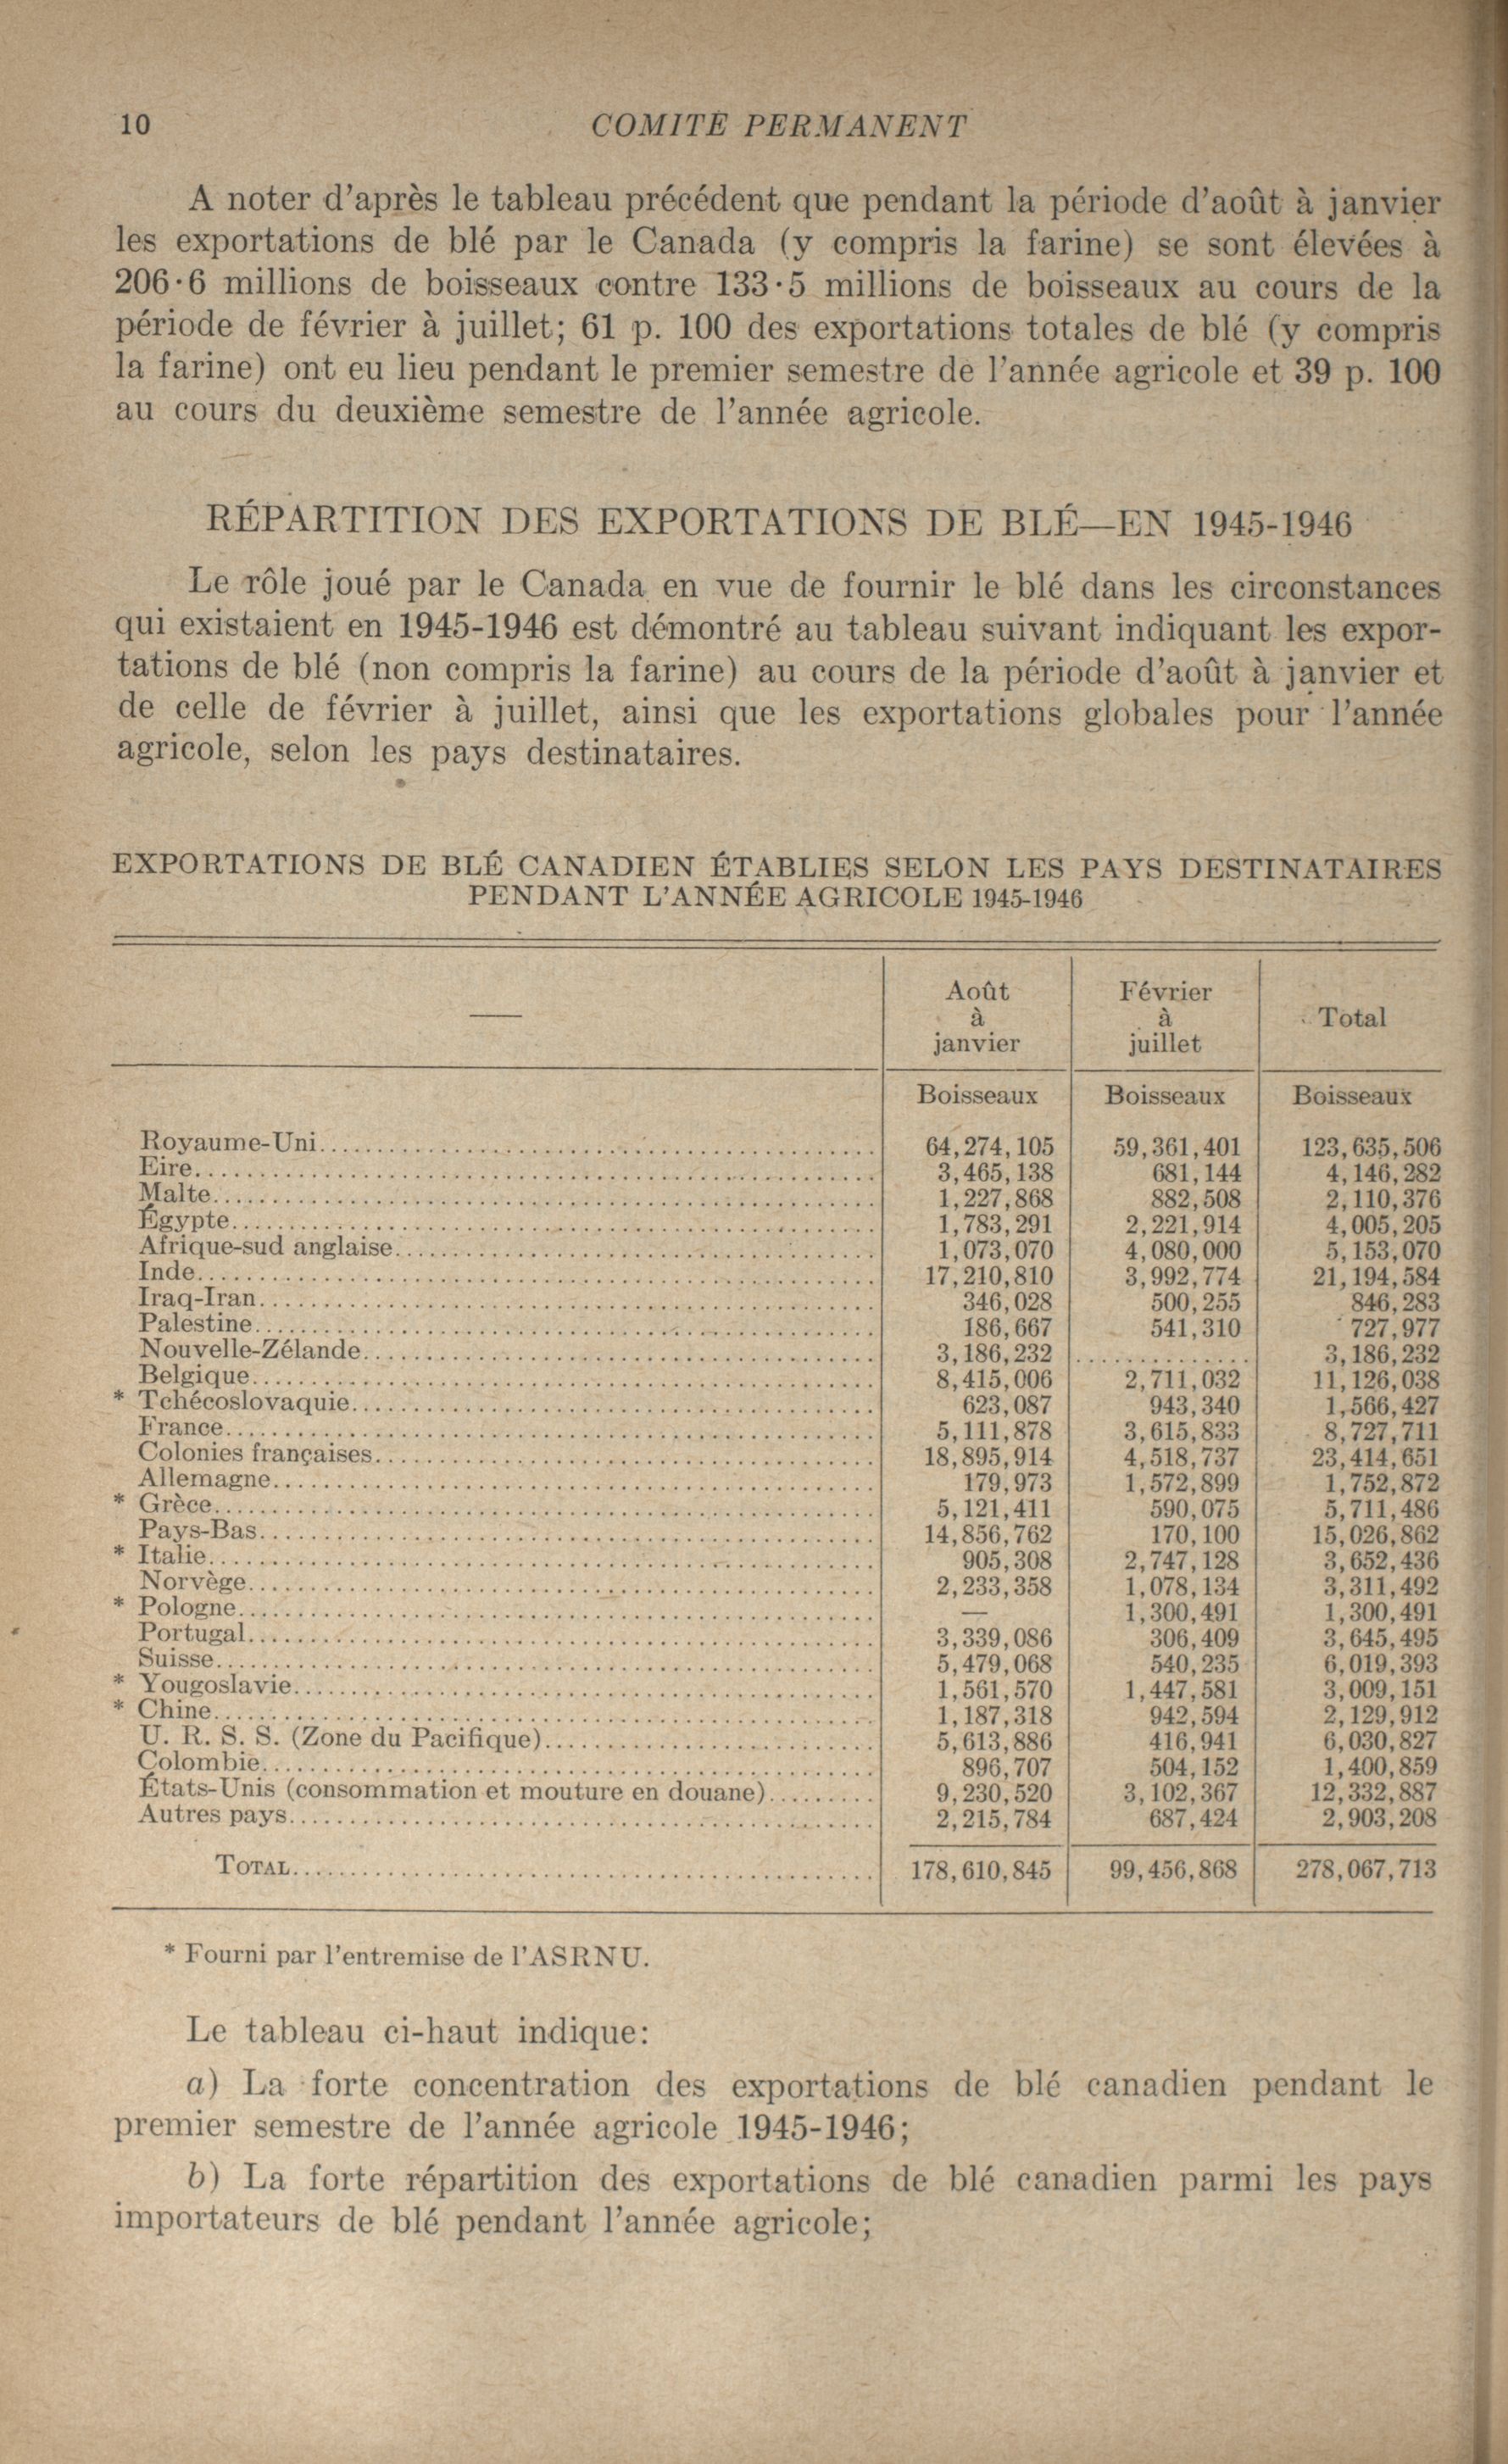 10 COMITÉ PERMANENT
A noter d'après le tableau précédent que pendant la période d'août à janvier
les exportations de blé par le Canada (y compris la farine) se sont élevées à
206·6 millions de boisseaux contre 133·5 millions de boisseaux au cours de la
période de février à juillet; 61 p. 100 des exportations totales de blé (y compris
la farine) ont eu lieu pendant le premier semestre de l'année agricole et 39 p. 100
au cours du deuxième semestre de l'année agricole.
RÉPARTITION DES EXPORTATIONS DE BLÉ—EN 1945-1946
Le rôle joué par le Canada en vue de fournir le blé dans les circonstances
qui existaient en 1945-1946 est démontré au tableau suivant indiquant les expor-
tations de blé (non compris la farine) au cours de la période d'août à janvier et
de celle de février à juillet, ainsi que les exportations globales pour l'année
agricole, selon les pays destinataires.
EXPORTATIONS DE BLÉ CANADIEN ÉTABLIES SELON LES PAYS DESTINATAIRES
PENDANT L'ANNÉE AGRICOLE 1945-1946
— Août à janvier Février à juillet Total
Boisseaux Boisseaux Boisseaux
Royaume-Uni 64,274,105 59,361,401 123,635,506
Eire 3,465,138 681,144 4,146,282
Malte 1,227,868 882,508 2,110,376
Égypte 1,783,291 2,221,914 4,005,205
Afrique-sud anglaise 1,073,070 4,080,000 5,153,070
Inde 17,210,810 3,992,774 21,194,584
Iraq-Iran 346,028 500,255 846,283
Palestine 186,667 541,310 727,977
Nouvelle-Zélande 3,186,232 .............. 3,186,232
Belgique 8,415,006 2,711,032 11,126,038
* Tchécoslovaquie 623,087 943,340 1,566,427
France 5,111,878 3,615,833 8,727,711
Colonies françaises 18,895,914 4,518,737 23,414,651
Allemagne 179,973 1,572,899 1,752,872
* Grèce 5,121,411 590,075 5,711,486
Pays-Bas 14,856,762 170,100 15,026,862
* Italie 905,308 2,747,128 3,652,436
Norvège 2,233,358 1,078,134 3,311,492
* Pologne — 1,300,491 1,300,491
Portugal 3,339,086 306,409 3,645,495
Suisse 5,479,068 540,235 6,019,393
* Yougoslavie 1,561,570 1,447,581 3,009,151
* Chine 1,187,318 942,594 2,129,912
U. R. S. S. (Zone du Pacifique) 5,613,886 416,941 6,030,827
Colombie 896,707 504,152 1,400,859
États-Unis (consommation et mouture en douane) 9,230,520 3,102,367 12,332,887
Autres pays 2,215,784 687,424 2,903,208
TOTAL 178,610,845 99,456,868 278,067,713
* Fourni par l'entremise de l'ASRNU.
Le tableau ci-haut indique:
a) La forte concentration des exportations de blé canadien pendant le
premier semestre de l'année agricole 1945-1946;
b) La forte répartition des exportations de blé canadien parmi les pays
importateurs de blé pendant l'année agricole;